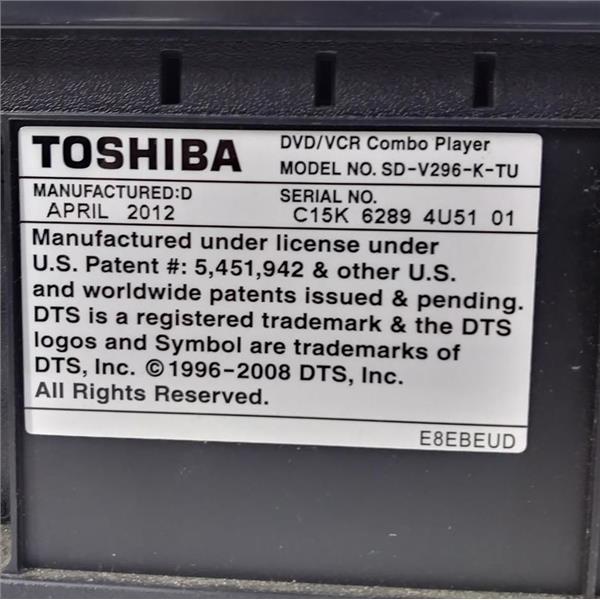 TOSHIBA
DVD/VCR Combo Player
MODEL NO. SD-V296-K-TU
MANUFACTURED:D
APRIL 2012
SERIAL NO.
C15K 6289 4U51 01
Manufactured under license under
U.S. Patent #: 5,451,942 & other U.S.
and worldwide patents issued & pending.
DTS is a registered trademark & the DTS
logos and Symbol are trademarks of
DTS, Inc. ©1996-2008 DTS, Inc.
All Rights Reserved.
E8EBEUD